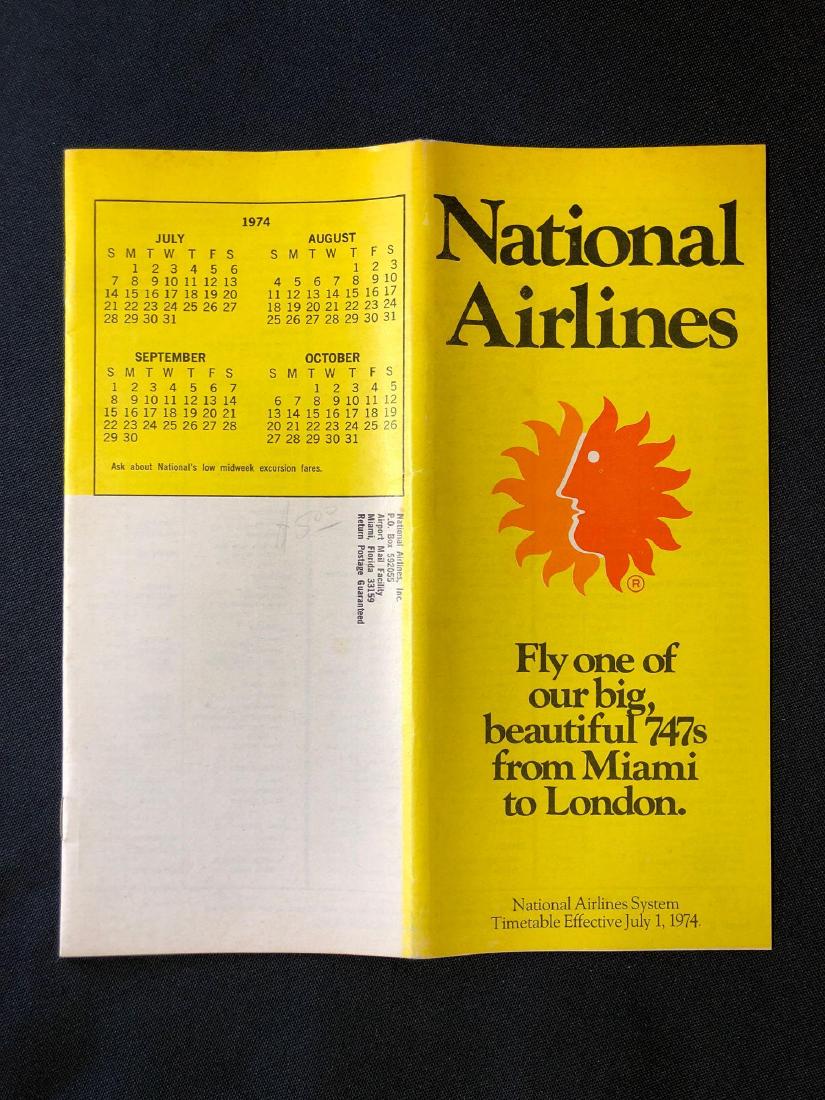 1974
JULY
S M T W T F S
1 2 3 4 5 6
7 8 9 10 11 12 13
14 15 16 17 18 19 20
21 22 23 24 25 26 27
28 29 30 31
AUGUST
S M T W T F S
1 2 3
4 5 6 7 8 9 10
11 12 13 14 15 16 17
18 19 20 21 22 23 24
25 26 27 28 29 30 31
SEPTEMBER
S M T W T F S
1 2 3 4 5 6 7
8 9 10 11 12 13 14
15 16 17 18 19 20 21
22 23 24 25 26 27 28
29 30
OCTOBER
S M T W T F S
1 2 3 4 5
6 7 8 9 10 11 12
13 14 15 16 17 18 19
20 21 22 23 24 25 26
27 28 29 30 31
Ask about National's low midweek excursion fares.
National Airlines, Inc.
P.O. Box 592055
Airport Mail Facility
Miami, Florida 33159
Return Postage Guaranteed
National
Airlines
®
Fly one of
our big,
beautiful 747s
from Miami
to London.
National Airlines System
Timetable Effective July 1, 1974.